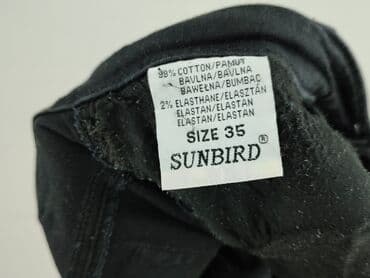 98% COTTON/PAMUT
BAVLNA/BAVLNA
BAWEŁNA/BUMBAC
2% ELASTHANE/ELASZTÁN
ELASTAN/ELASTAN
ELASTAN/ELASTAN
SIZE 35
SUNBIRD®